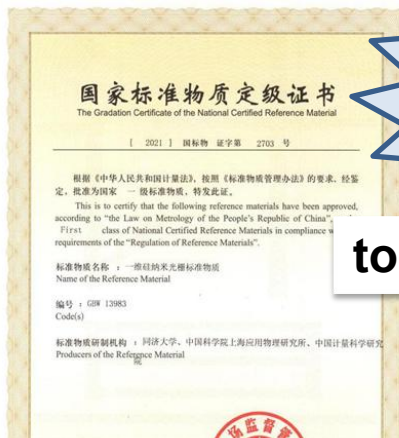 国家标准物质定级证书
The Gradation Certificate of the National Certified Reference Material
[ 2021 ] 国标物 证字第 2703 号
根据《中华人民共和国计量法》，按照《标准物质管理办法》的要求，经鉴
定，批准为国家 一 级标准物质，特发此证。
This is to certify that the following reference materials have been approved,
according to "the Law on Metrology of the People's Republic of China",
First class of National Certified Reference Materials in compliance
requirements of the "Regulation of Reference Materials".
to
标准物质名称 ：一维硅纳米光栅标准物质
Name of the Reference Material
编号 ：GBW 13983
Code(s)
标准物质研制机构 ：同济大学、中国科学院上海应用物理研究所、中国计量科学研究
院
Producers of the Reference Material
场监督管